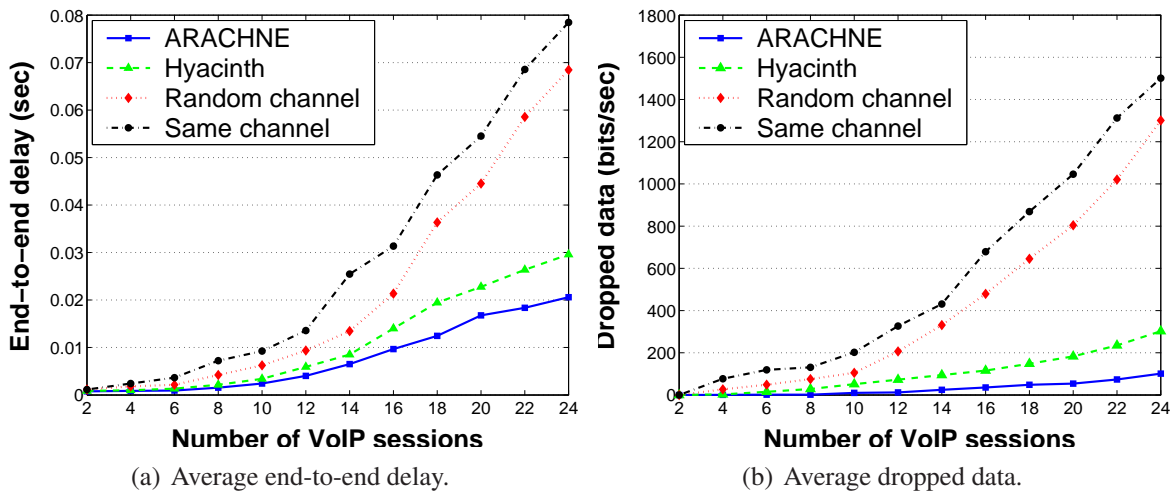 0.08
0.07
0.06
0.05
0.04
0.03
0.02
0.01
0
End-to-end delay (sec)
ARACHNE
Hyacinth
Random channel
Same channel
2 4 6 8 10 12 14 16 18 20 22 24
Number of VoIP sessions
(a) Average end-to-end delay.
1800
1600
1400
1200
1000
800
600
400
200
0
Dropped data (bits/sec)
ARACHNE
Hyacinth
Random channel
Same channel
2 4 6 8 10 12 14 16 18 20 22 24
Number of VoIP sessions
(b) Average dropped data.